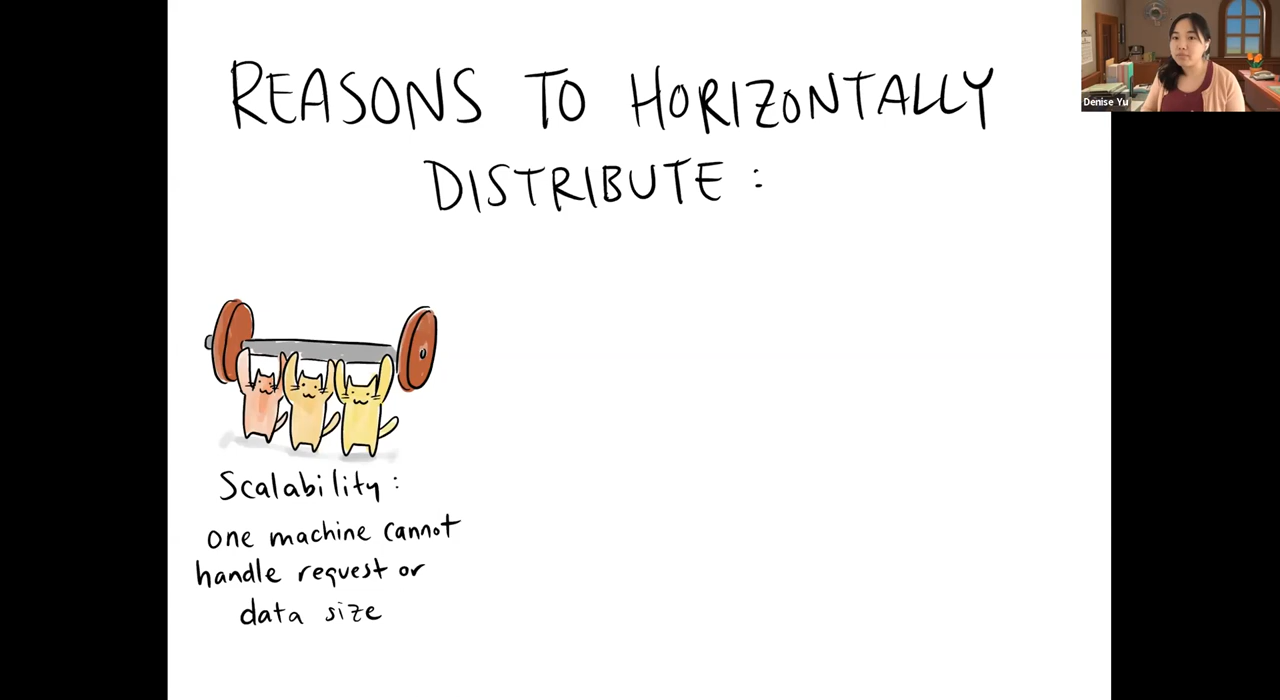 REASONS TO HORIZONTALLY
DISTRIBUTE :
Denise Yu
Scalability :
one machine cannot
handle request or
data size